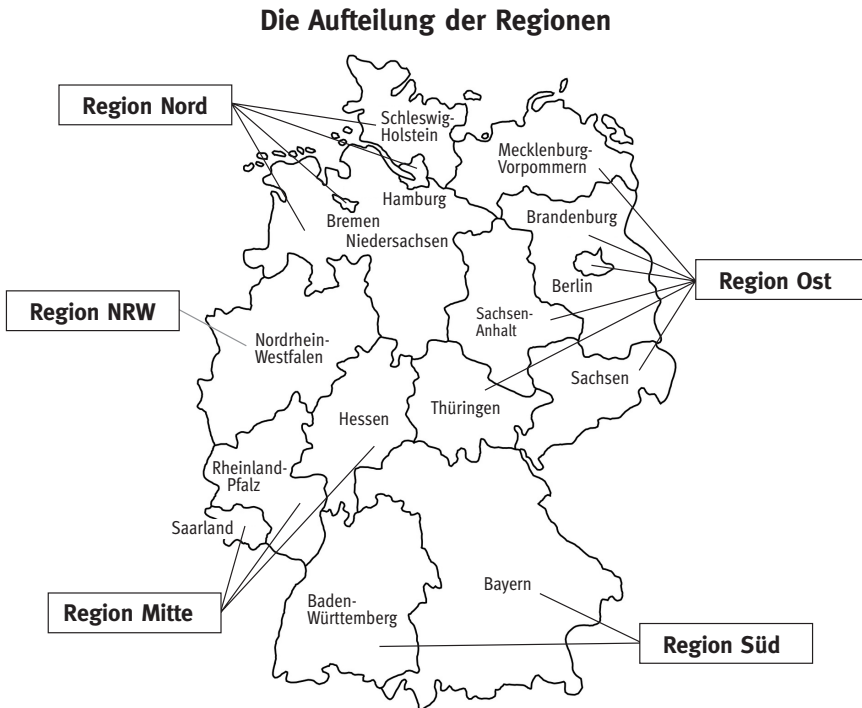 Die Aufteilung der Regionen
Region Nord
Schleswig-
Holstein
Mecklenburg-
Vorpommern
Hamburg
Bremen
Niedersachsen
Brandenburg
Berlin
Region Ost
Region NRW
Nordrhein-
Westfalen
Sachsen-
Anhalt
Sachsen
Thüringen
Hessen
Rheinland-
Pfalz
Saarland
Region Mitte
Baden-
Württemberg
Bayern
Region Süd